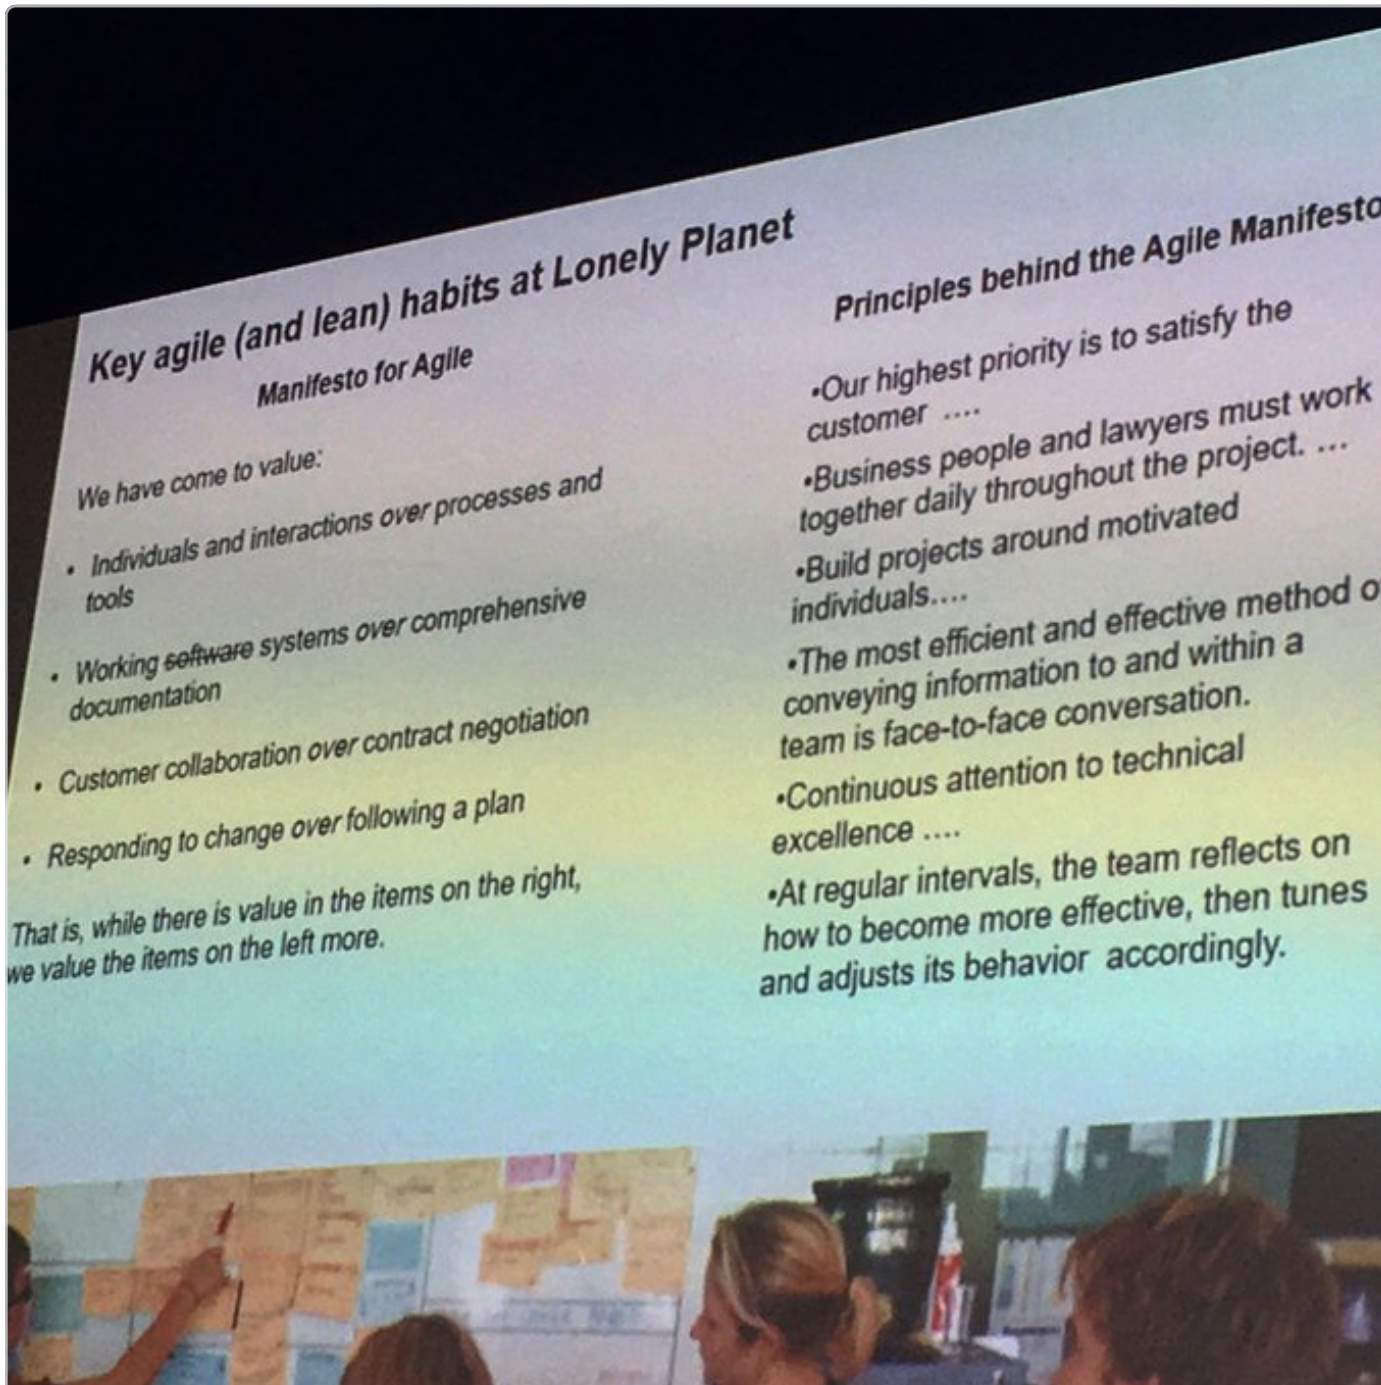 Key agile (and lean) habits at Lonely Planet
Manifesto for Agile
We have come to value:
• Individuals and interactions over processes and
tools
• Working software systems over comprehensive
documentation
• Customer collaboration over contract negotiation
• Responding to change over following a plan
That is, while there is value in the items on the right,
we value the items on the left more.
Principles behind the Agile Manifesto
•Our highest priority is to satisfy the
customer ....
•Business people and lawyers must work
together daily throughout the project. ...
•Build projects around motivated
individuals....
•The most efficient and effective method of
conveying information to and within a
team is face-to-face conversation.
•Continuous attention to technical
excellence ....
•At regular intervals, the team reflects on
how to become more effective, then tunes
and adjusts its behavior accordingly.